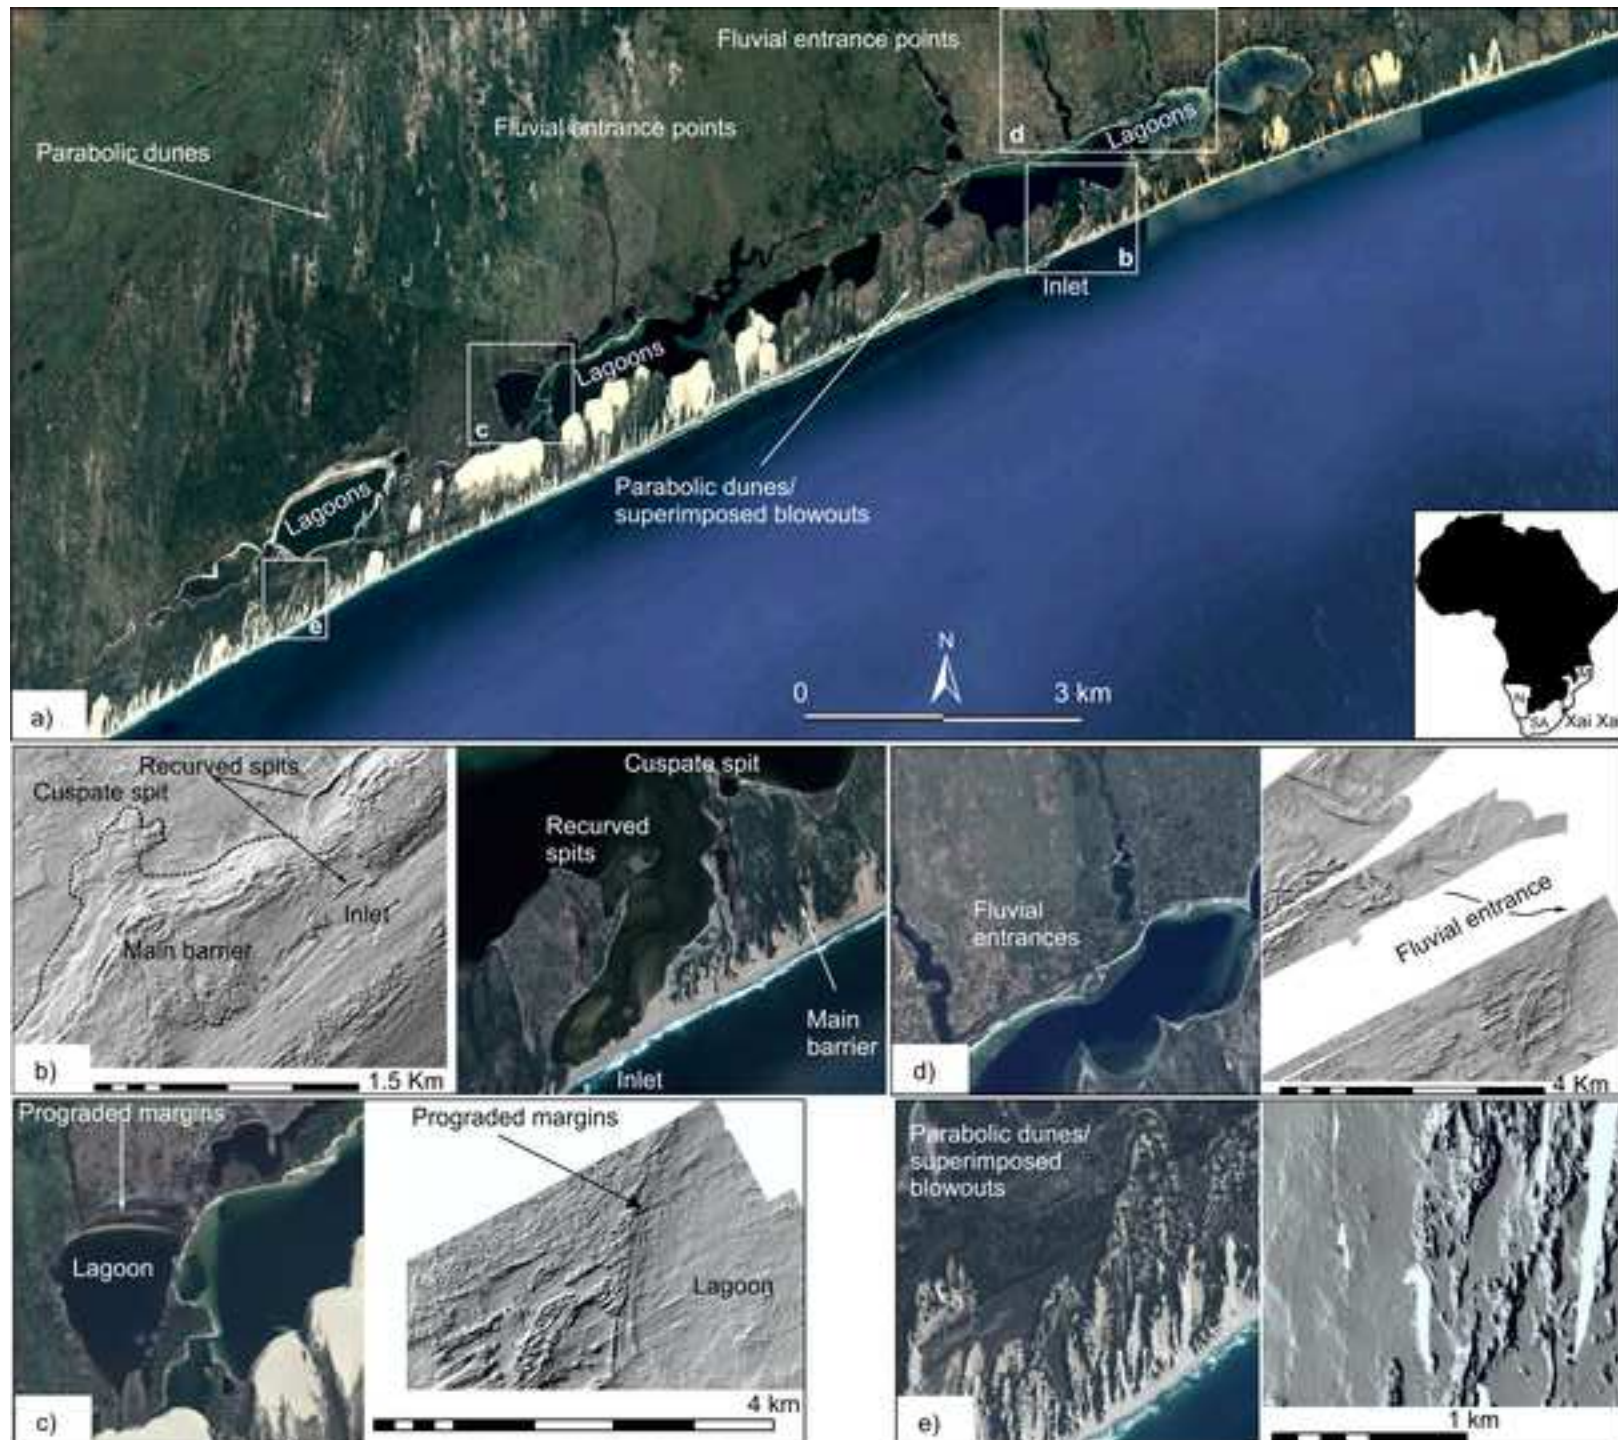 Fluvial entrance points
Fluvial entrance points
Parabolic dunes
Lagoons
d
b
Inlet
Lagoons
c
Parabolic dunes/
superimposed blowouts
Lagoons
e
N
0
3 km
SA
Xai Xa
a)
Recurved spits
Cuspate spit
Inlet
Main barrier
b)
1.5 Km
Cuspate spit
Recurved
spits
Main
barrier
Inlet
Fluvial
entrances
d)
Fluvial entrance
4 Km
Prograded margins
Lagoon
c)
Prograded margins
Lagoon
4 km
Parabolic dunes/
superimposed
blowouts
e)
1 km